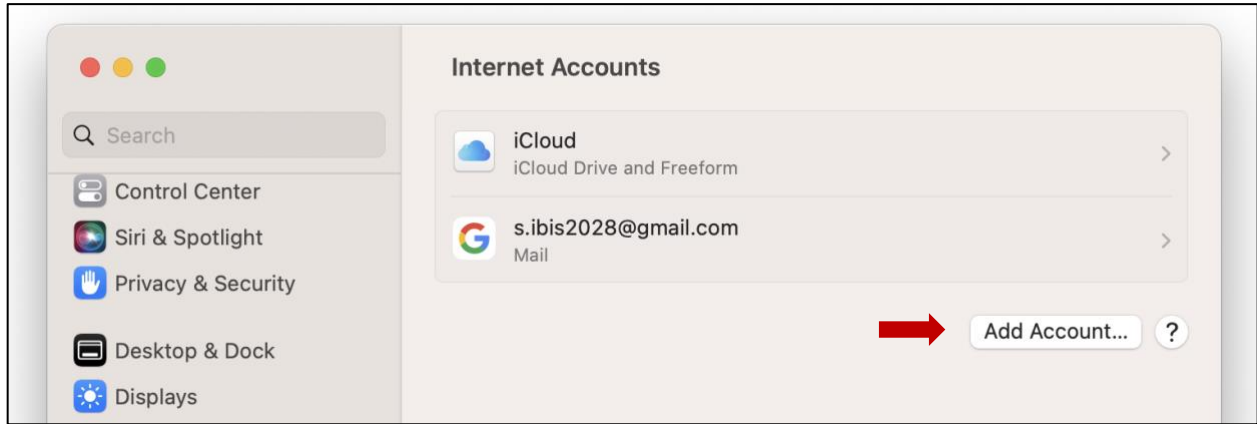 Internet Accounts
Search
Control Center
Siri & Spotlight
Privacy & Security
Desktop & Dock
Displays
iCloud
iCloud Drive and Freeform
s.ibis2028@gmail.com
Mail
Add Account...
?